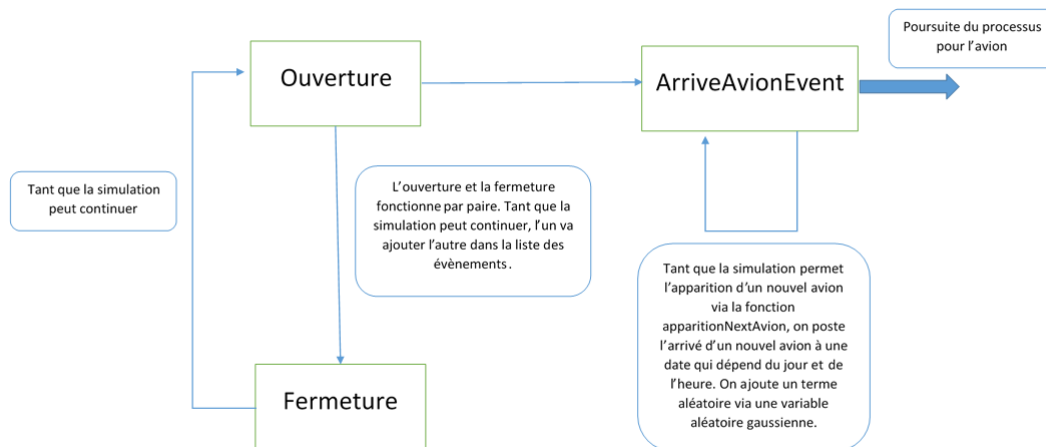 Poursuite du processus
pour l'avion
Ouverture
ArriveAvionEvent
Tant que la simulation
peut continuer
L'ouverture et la fermeture
fonctionne par paire. Tant que la
simulation peut continuer, l'un va
ajouter l'autre dans la liste des
évènements.
Tant que la simulation permet
l'apparition d'un nouvel avion
via la fonction
apparitionNextAvion, on poste
l'arrivé d'un nouvel avion à une
date qui dépend du jour et de
l'heure. On ajoute un terme
aléatoire via une variable
aléatoire gaussienne.
Fermeture